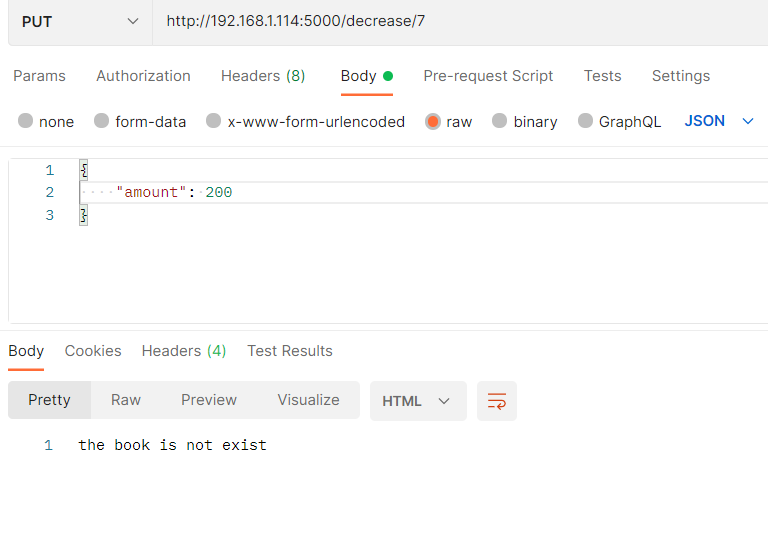 PUT http://192.168.1.114:5000/decrease/7
Params Authorization Headers (8) Body Pre-request Script Tests Settings
none form-data x-www-form-urlencoded raw binary GraphQL JSON
1 {
2 "amount": 200
3 }
Body Cookies Headers (4) Test Results
Pretty Raw Preview Visualize HTML
1 the book is not exist